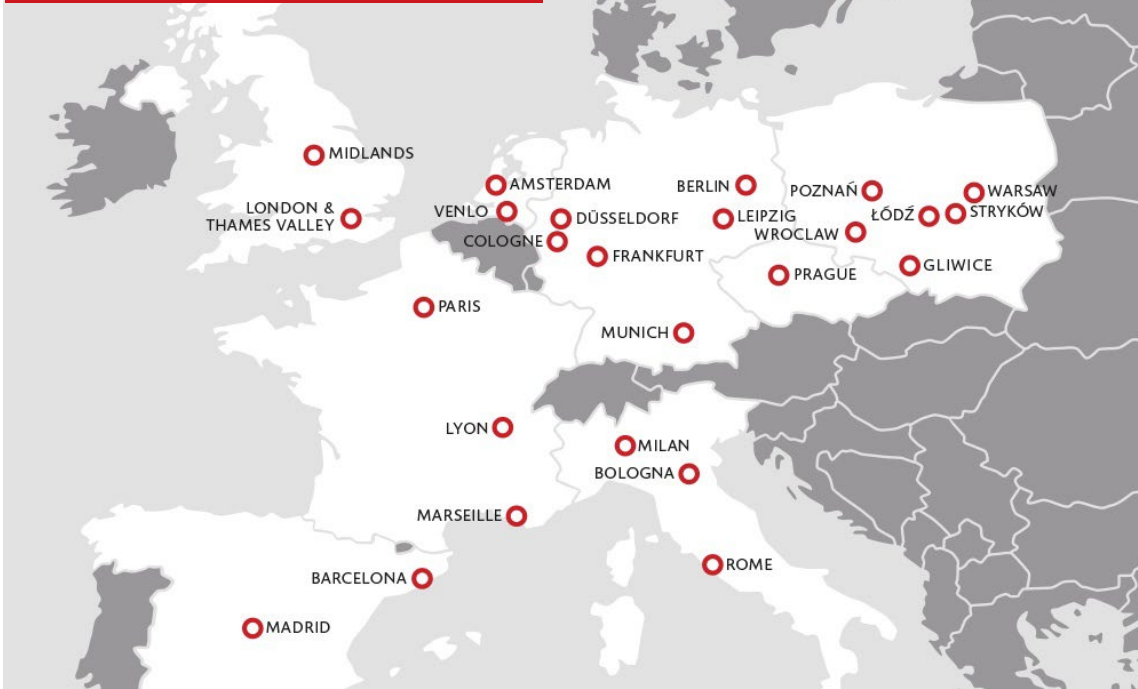 MIDLANDS
LONDON &
THAMES VALLEY
AMSTERDAM
VENLO
DÜSSELDORF
COLOGNE
FRANKFURT
BERLIN
LEIPZIG
POZNAŃ
WROCLAW
ŁÓDŹ
WARSAW
STRYKÓW
GLIWICE
PRAGUE
PARIS
MUNICH
LYON
MILAN
BOLOGNA
MARSEILLE
ROME
BARCELONA
MADRID